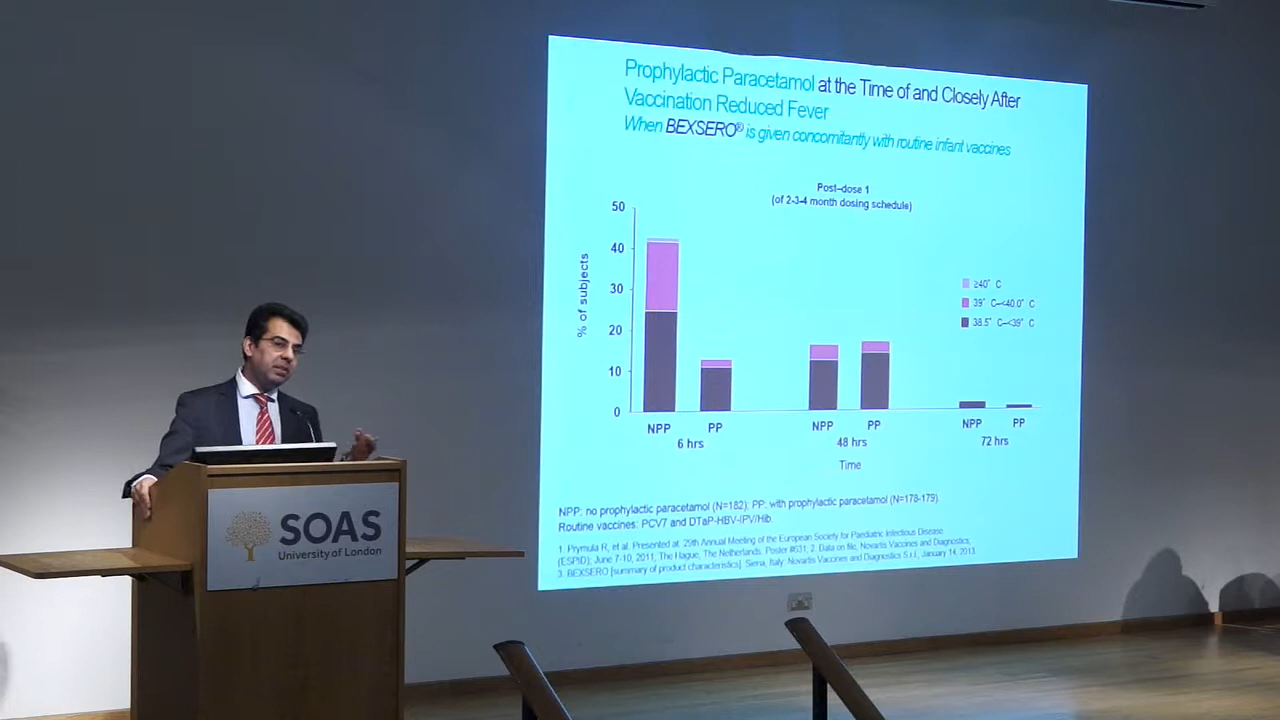 Prophylactic Paracetamol at the Time of and Closely After
Vaccination Reduced Fever
When BEXSERO® is given concomitantly with routine infant vaccines
Post–dose 1
(of 2-3-4 month dosing schedule)
50
40
30
20
10
0
% of subjects
≥40° C
39° C–<40.0° C
38.5° C–<39° C
NPP PP NPP PP NPP PP
6 hrs 48 hrs 72 hrs
Time
NPP: no prophylactic paracetamol (N=182); PP: with prophylactic paracetamol (N=178-179).
Routine vaccines: PCV7 and DTaP-HBV-IPV/Hib.
1. Prymula R, et al. Presented at: 29th Annual Meeting of the European Society for Paediatric Infectious Disease
(ESPID); June 7-10, 2011; The Hague, The Netherlands. Poster #631; 2. Data on file, Novartis Vaccines and Diagnostics;
3. BEXSERO [summary of product characteristics]. Siena, Italy: Novartis Vaccines and Diagnostics S.r.l.; January 14, 2013.
SOAS
University of London